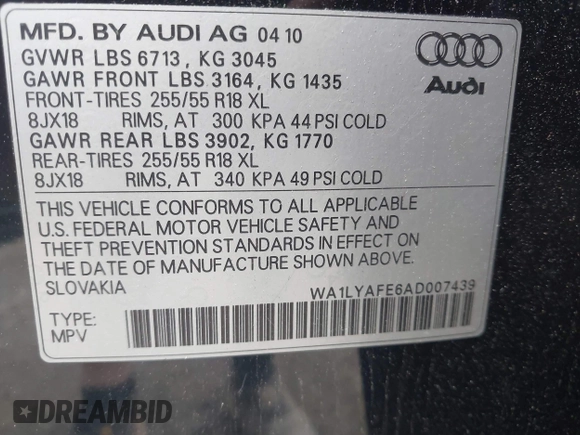 MFD. BY AUDI AG 04 10
GVWR LBS 6713, KG 3045
GAWR FRONT LBS 3164, KG 1435
FRONT-TIRES 255/55 R18 XL
8JX18 RIMS, AT 300 KPA 44 PSI COLD
GAWR REAR LBS 3902, KG 1770
REAR-TIRES 255/55 R18 XL
8JX18 RIMS, AT 340 KPA 49 PSI COLD
Audi
THIS VEHICLE CONFORMS TO ALL APPLICABLE
U.S. FEDERAL MOTOR VEHICLE SAFETY AND
THEFT PREVENTION STANDARDS IN EFFECT ON
THE DATE OF MANUFACTURE SHOWN ABOVE.
SLOVAKIA
WA1LYAFE6AD007439
TYPE:
MPV
DREAMBID